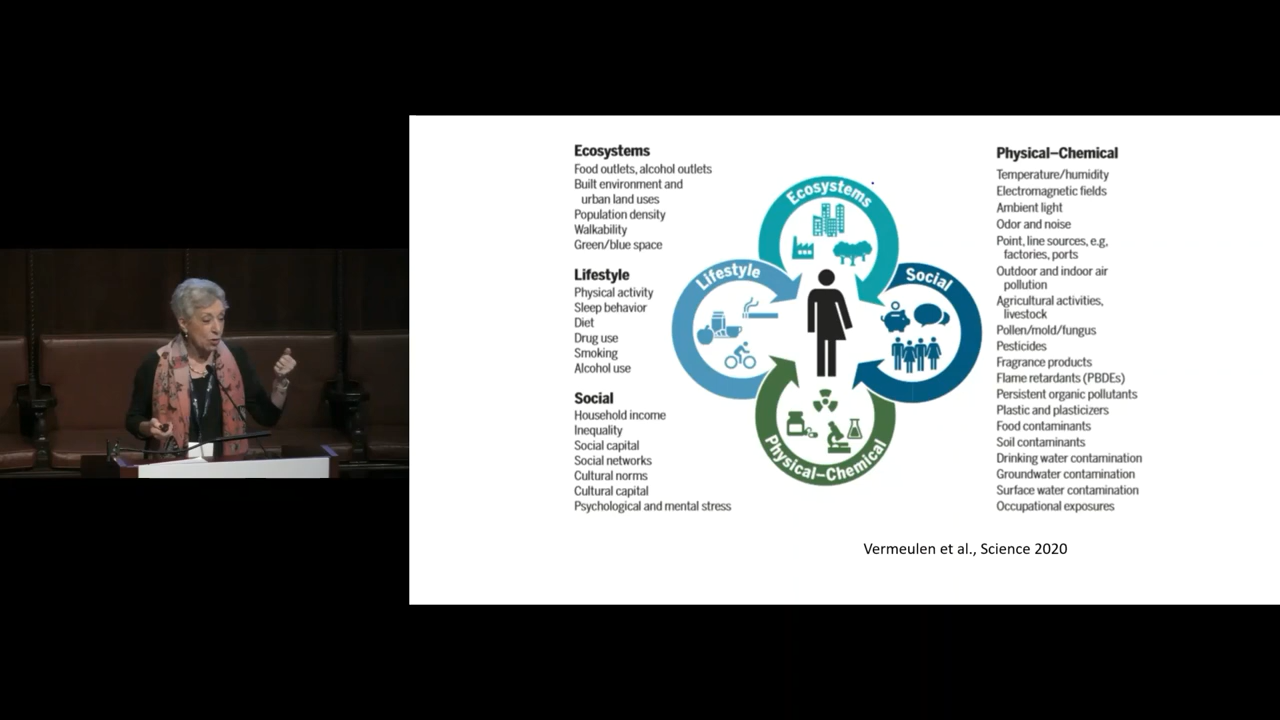 Ecosystems
Food outlets, alcohol outlets
Built environment and
urban land uses
Population density
Walkability
Green/blue space
Lifestyle
Physical activity
Sleep behavior
Diet
Drug use
Smoking
Alcohol use
Social
Household income
Inequality
Social capital
Social networks
Cultural norms
Cultural capital
Psychological and mental stress
Ecosystems
Lifestyle
Social
Physical–Chemical
Physical–Chemical
Temperature/humidity
Electromagnetic fields
Ambient light
Odor and noise
Point, line sources, e.g,
factories, ports
Outdoor and indoor air
pollution
Agricultural activities,
livestock
Pollen/mold/fungus
Pesticides
Fragrance products
Flame retardants (PBDEs)
Persistent organic pollutants
Plastic and plasticizers
Food contaminants
Soil contaminants
Drinking water contamination
Groundwater contamination
Surface water contamination
Occupational exposures
Vermeulen et al., Science 2020